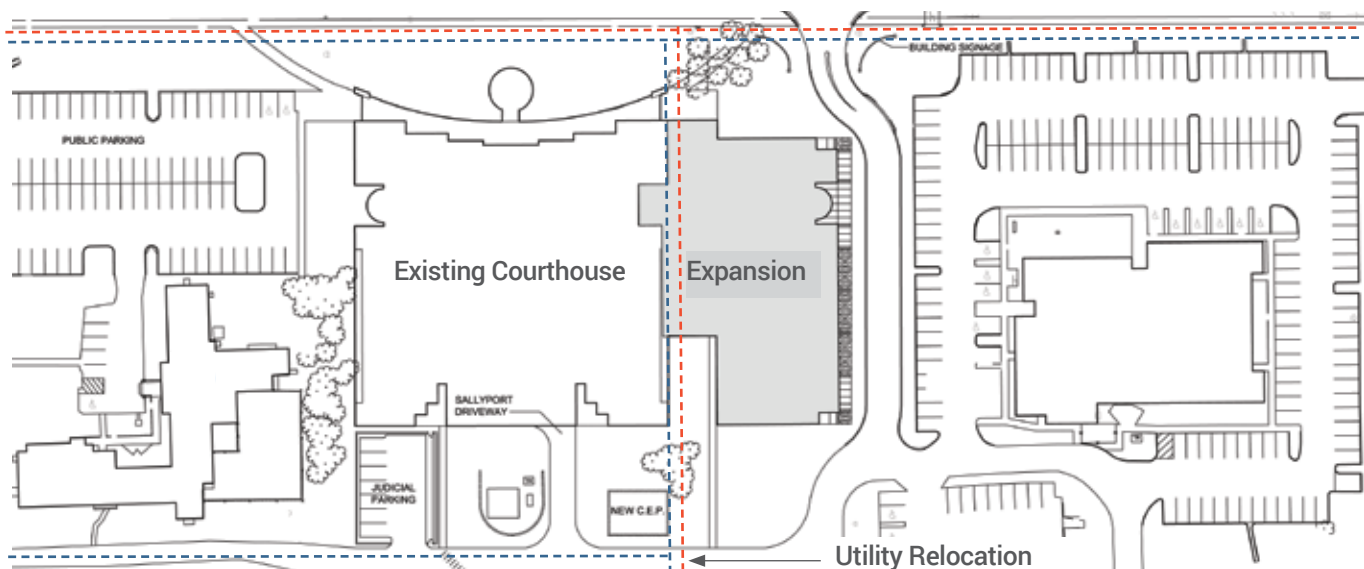 BUILDING SIGNAGE
PUBLIC PARKING
Existing Courthouse
Expansion
SALLYPORT
DRIVEWAY
JUDICIAL
PARKING
NEW C.E.P.
Utility Relocation